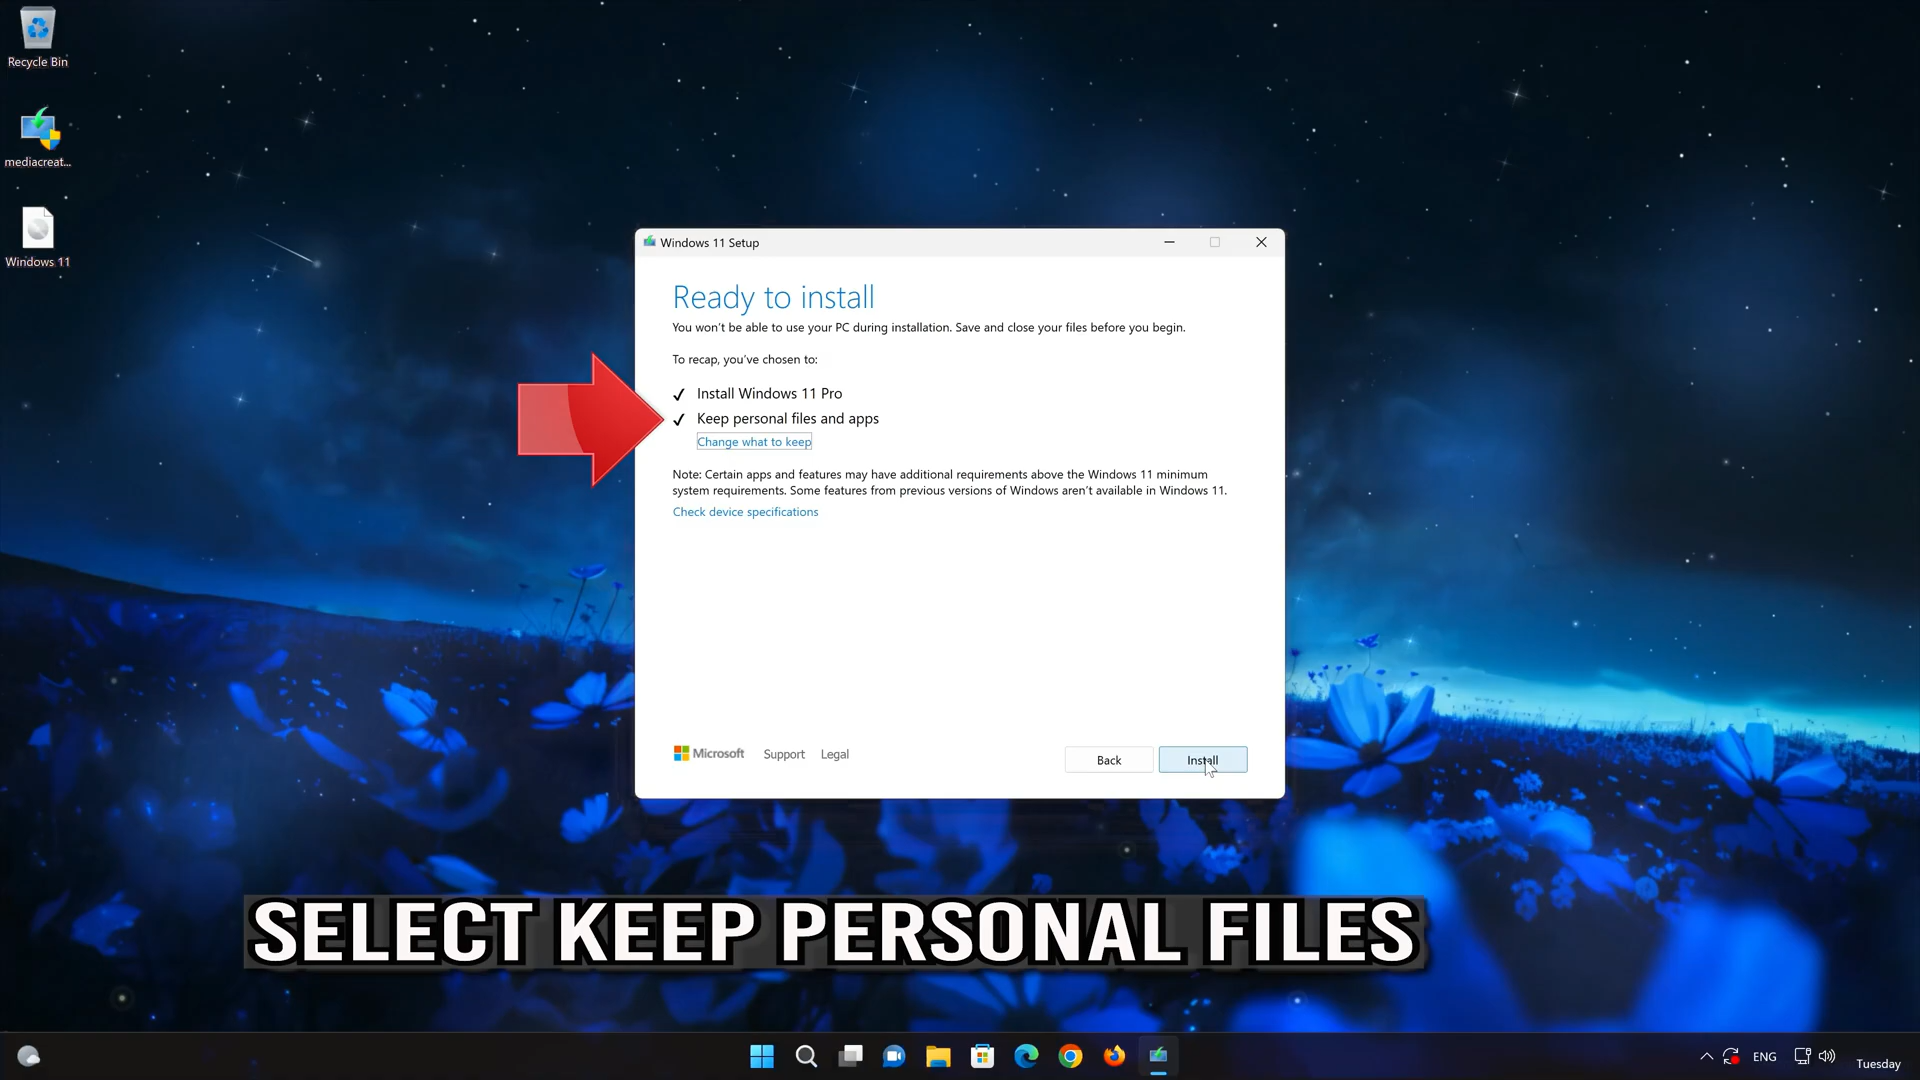 Recycle Bin
mediacreat...
Windows 11
Windows 11 Setup
Ready to install
You won't be able to use your PC during installation. Save and close your files before you begin.
To recap, you've chosen to:
Install Windows 11 Pro
Keep personal files and apps
Change what to keep
Note: Certain apps and features may have additional requirements above the Windows 11 minimum
system requirements. Some features from previous versions of Windows aren't available in Windows 11.
Check device specifications
Microsoft Support Legal
Back Install
SELECT KEEP PERSONAL FILES
ENG
Tuesday